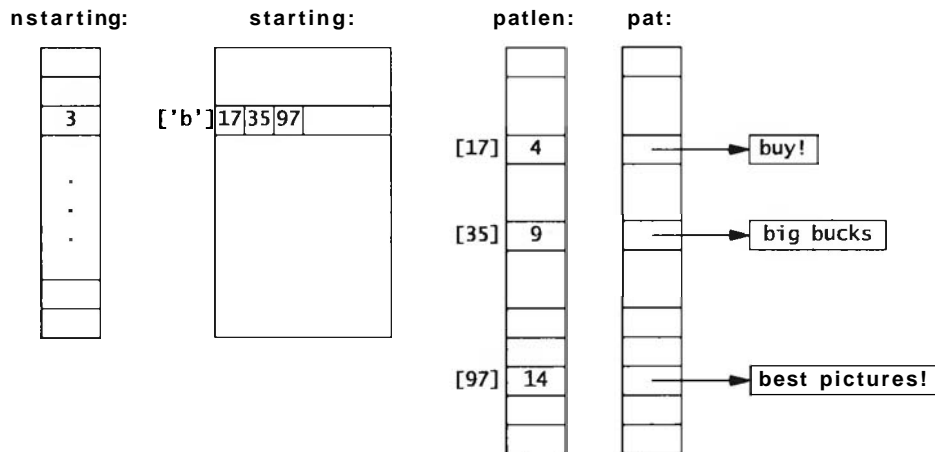 nstarting: starting: patlen: pat:
3 ['b'] 17 35 97
[17] 4 buy!
[35] 9 big bucks
[97] 14 best pictures!